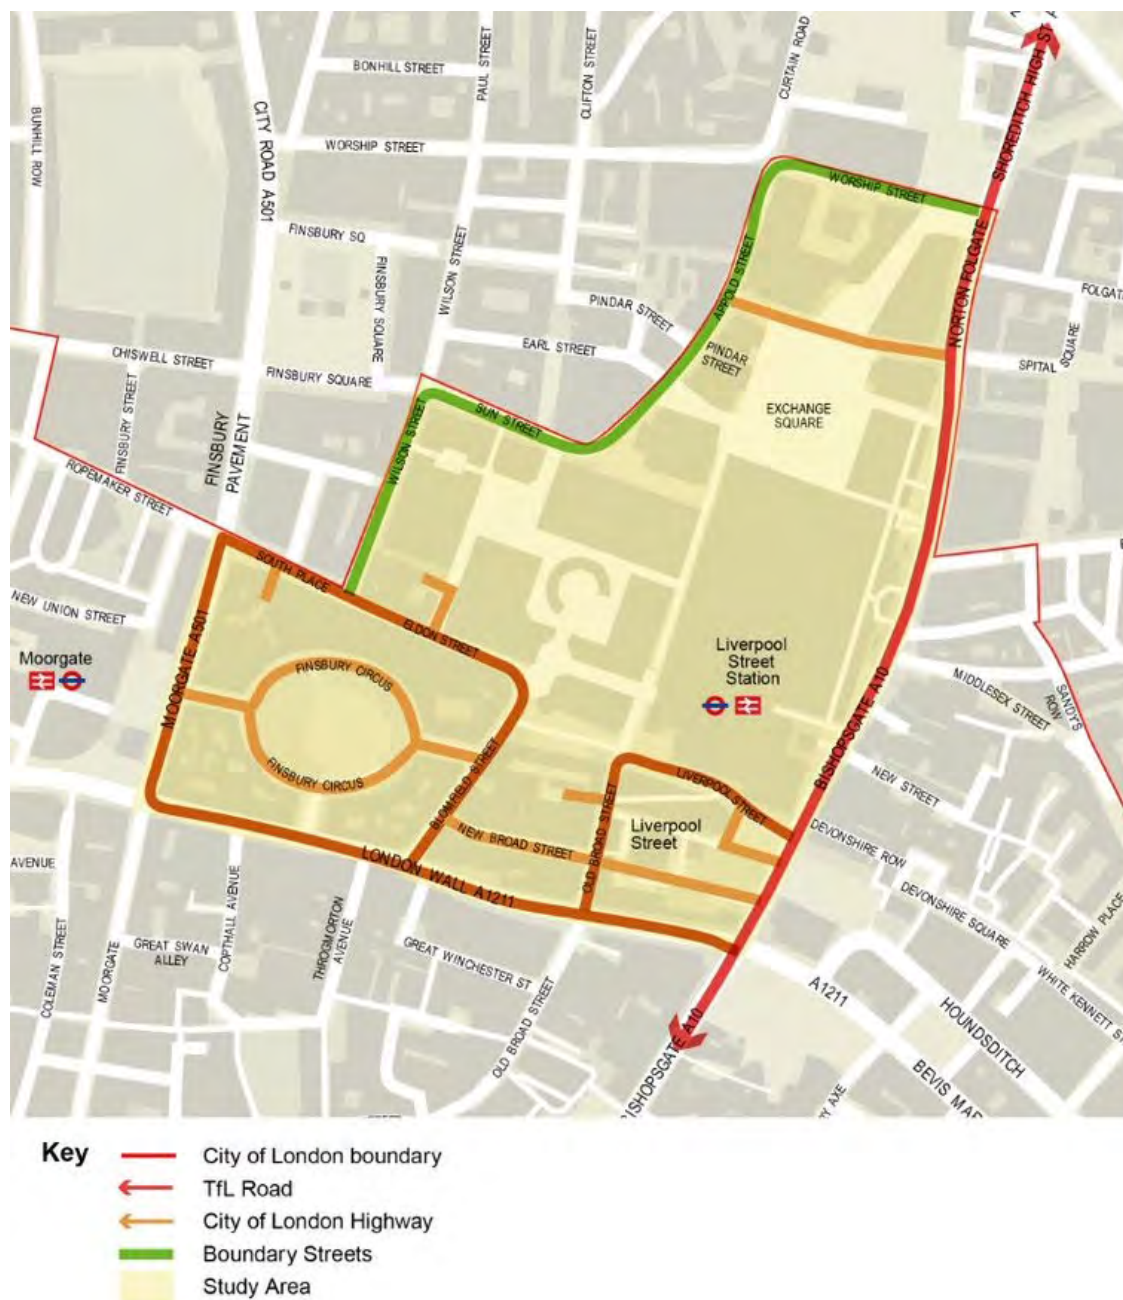 BONHILL STREET
PAUL STREET
CLIFTON STREET
CURTAIN ROAD
SHOREDITCH HIGH ST
BUNHILL ROW
CITY ROAD A501
WORSHIP STREET
WORSHIP STREET
FINSBURY SQ
FINSBURY SQUARE
WILSON STREET
PINDAR STREET
APPOLD STREET
NORTON FOLGATE
FOLGAT
CHISWELL STREET
FINSBURY STREET
FINSBURY SQUARE
EARL STREET
PINDAR
STREET
SPITAL
SQUARE
EXCHANGE
SQUARE
SUN STREET
WILSON STREET
FINSBURY
PAVEMENT
ROPEMAKER STREET
SOUTH PLACE
NEW UNION STREET
ELDON STREET
Moorgate
MOORGATE A501
FINSBURY CIRCUS
FINSBURY CIRCUS
Liverpool
Street
Station
BISHOPSGATE A10
MIDDLESEX STREET
SANDY'S
ROW
NEW STREET
BLOMFIELD STREET
LIVERPOOL STREET
OLD BROAD STREET
NEW BROAD STREET
Liverpool
Street
DEVONSHIRE ROW
DEVONSHIRE SQUARE
HARROW PLACE
LONDON WALL A1211
AVENUE
COLEMAN STREET
MOORGATE
GREAT SWAN
ALLEY
COPTHALL AVENUE
THROGMORTON
AVENUE
GREAT WINCHESTER ST
OLD BROAD STREET
A1211
WHITE KENNETT ST
HOUNDSDITCH
BEVIS MAR
BISHOPSGATE A10
RY AXE
Key
City of London boundary
TfL Road
City of London Highway
Boundary Streets
Study Area